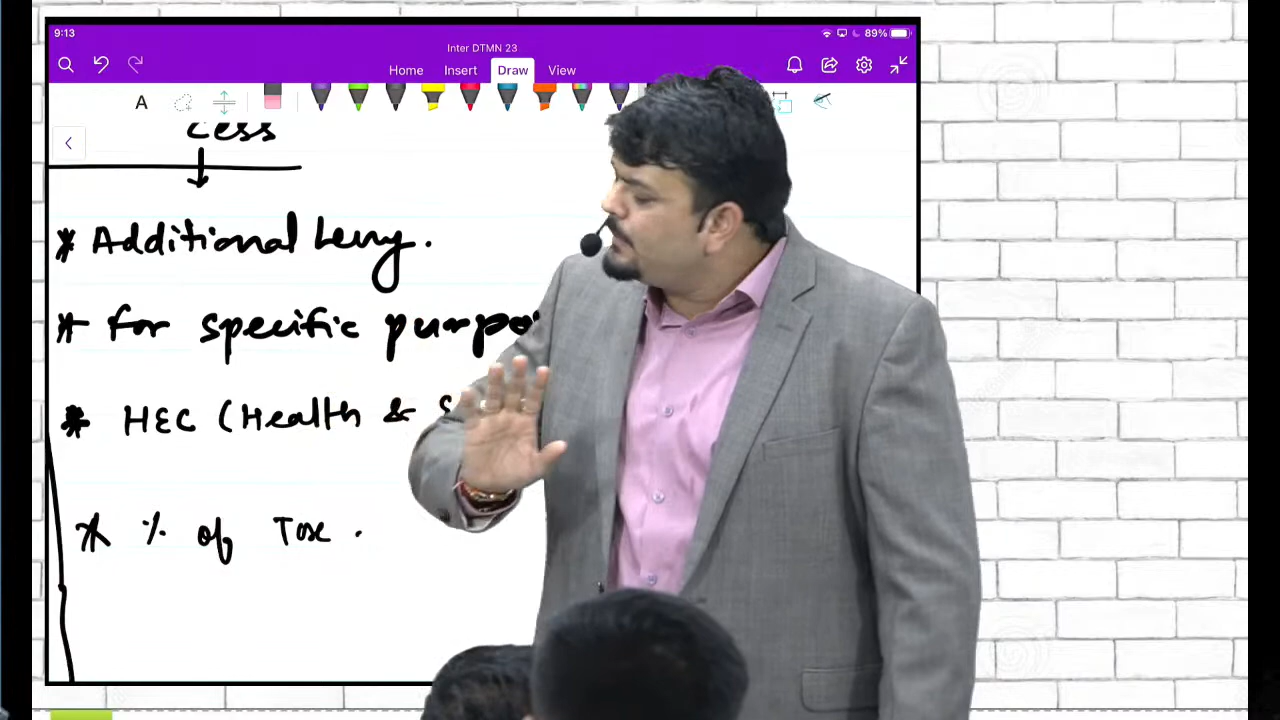 9:13
89%
Inter DTMN 23
Home Insert Draw View
A
Cess
* Additional Levy.
* for specific
* HEC (Health &
* % of Tax.